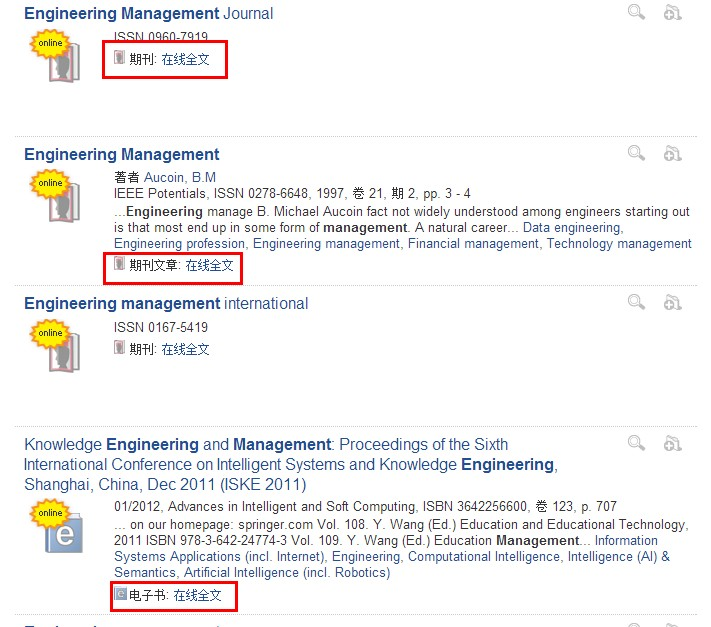 Engineering Management Journal
online
ISSN 0960-7919
期刊: 在线全文
Engineering Management
online
著者 Aucoin, B.M
IEEE Potentials, ISSN 0278-6648, 1997, 卷 21, 期 2, pp. 3 - 4
...Engineering manage B. Michael Aucoin fact not widely understood among engineers starting out
is that most end up in some form of management. A natural career... Data engineering,
Engineering profession, Engineering management, Financial management, Technology management
期刊文章: 在线全文
Engineering management international
online
ISSN 0167-5419
期刊: 在线全文
Knowledge Engineering and Management: Proceedings of the Sixth
International Conference on Intelligent Systems and Knowledge Engineering,
Shanghai, China, Dec 2011 (ISKE 2011)
online
e
01/2012, Advances in Intelligent and Soft Computing, ISBN 3642256600, 卷 123, p. 707
... on our homepage: springer.com Vol. 108. Y. Wang (Ed.) Education and Educational Technology,
2011 ISBN 978-3-642-24774-3 Vol. 109. Y. Wang (Ed.) Education Management... Information
Systems Applications (incl. Internet), Engineering, Computational Intelligence, Intelligence (AI) &
Semantics, Artificial Intelligence (incl. Robotics)
e 电子书: 在线全文